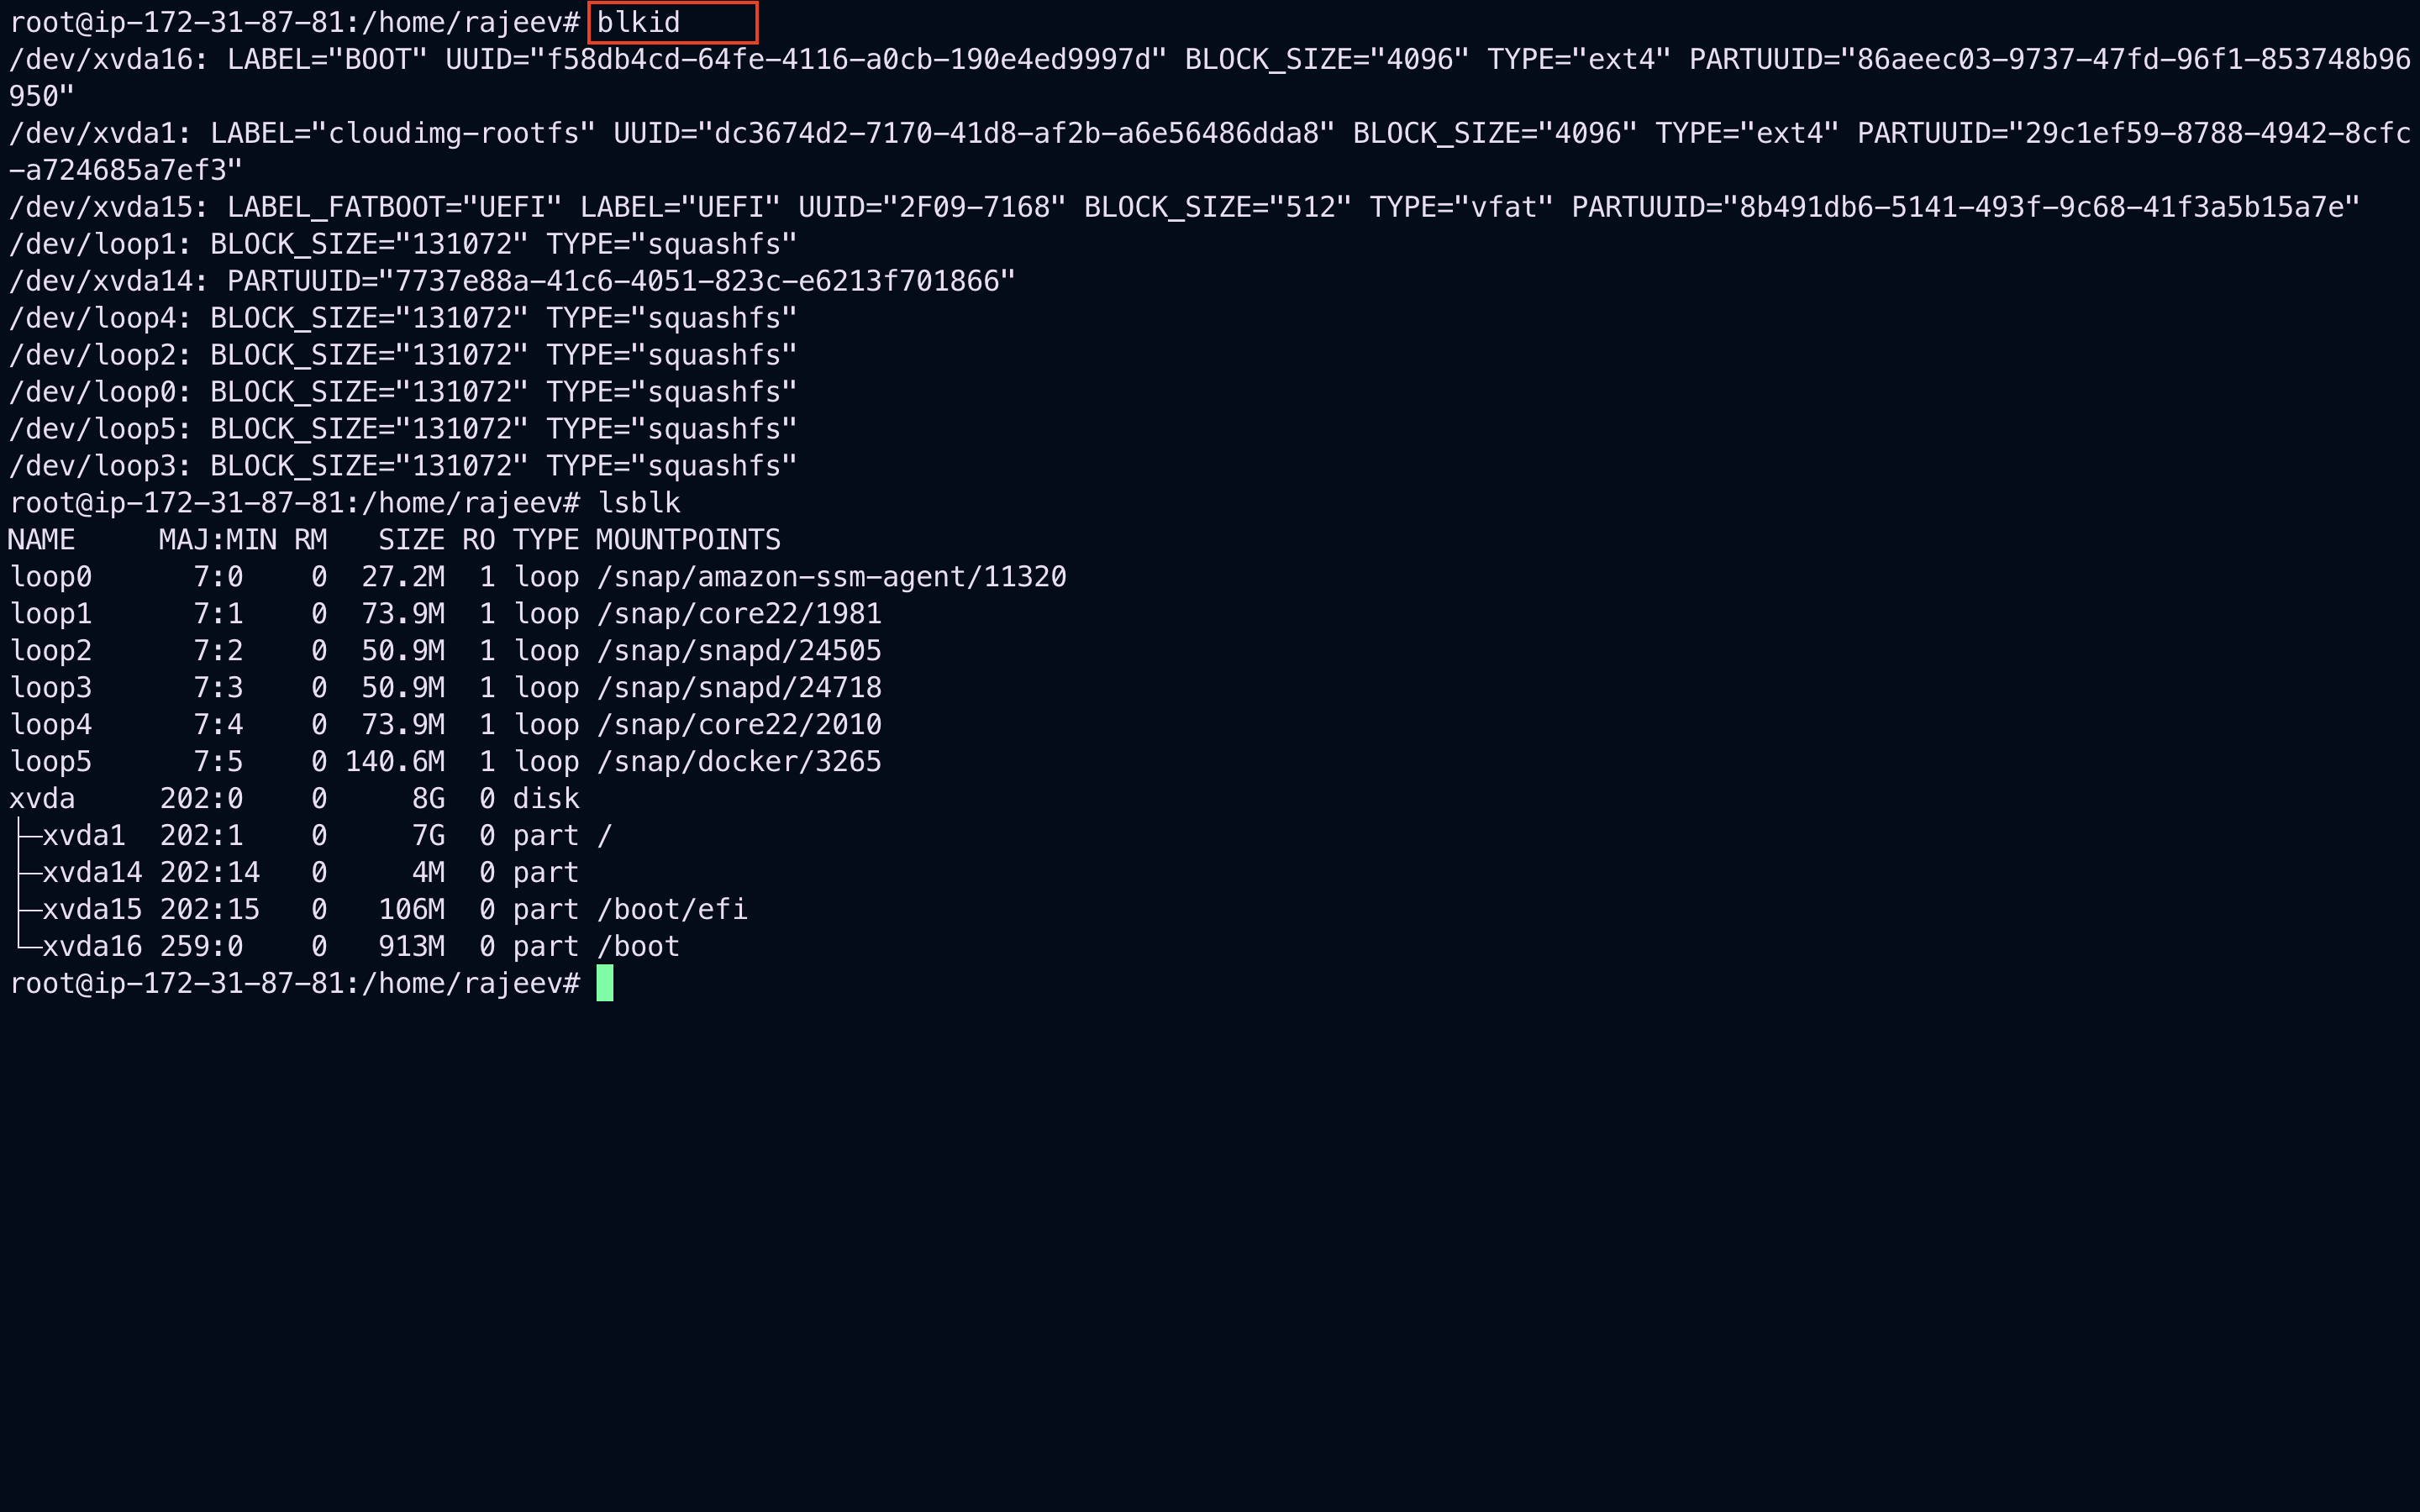 root@ip-172-31-87-81:/home/rajeev# blkid
/dev/xvda16: LABEL="BOOT" UUID="f58db4cd-64fe-4116-a0cb-190e4ed9997d" BLOCK_SIZE="4096" TYPE="ext4" PARTUUID="86aeec03-9737-47fd-96f1-853748b96
950"
/dev/xvda1: LABEL="cloudimg-rootfs" UUID="dc3674d2-7170-41d8-af2b-a6e56486dda8" BLOCK_SIZE="4096" TYPE="ext4" PARTUUID="29c1ef59-8788-4942-8cfc
-a724685a7ef3"
/dev/xvda15: LABEL_FATBOOT="UEFI" LABEL="UEFI" UUID="2F09-7168" BLOCK_SIZE="512" TYPE="vfat" PARTUUID="8b491db6-5141-493f-9c68-41f3a5b15a7e"
/dev/loop1: BLOCK_SIZE="131072" TYPE="squashfs"
/dev/xvda14: PARTUUID="7737e88a-41c6-4051-823c-e6213f701866"
/dev/loop4: BLOCK_SIZE="131072" TYPE="squashfs"
/dev/loop2: BLOCK_SIZE="131072" TYPE="squashfs"
/dev/loop0: BLOCK_SIZE="131072" TYPE="squashfs"
/dev/loop5: BLOCK_SIZE="131072" TYPE="squashfs"
/dev/loop3: BLOCK_SIZE="131072" TYPE="squashfs"
root@ip-172-31-87-81:/home/rajeev# lsblk
NAME     MAJ:MIN RM   SIZE RO TYPE MOUNTPOINTS
loop0      7:0    0  27.2M  1 loop /snap/amazon-ssm-agent/11320
loop1      7:1    0  73.9M  1 loop /snap/core22/1981
loop2      7:2    0  50.9M  1 loop /snap/snapd/24505
loop3      7:3    0  50.9M  1 loop /snap/snapd/24718
loop4      7:4    0  73.9M  1 loop /snap/core22/2010
loop5      7:5    0 140.6M  1 loop /snap/docker/3265
xvda     202:0    0     8G  0 disk
├─xvda1  202:1    0     7G  0 part /
├─xvda14 202:14   0     4M  0 part
├─xvda15 202:15   0   106M  0 part /boot/efi
└─xvda16 259:0    0   913M  0 part /boot
root@ip-172-31-87-81:/home/rajeev#